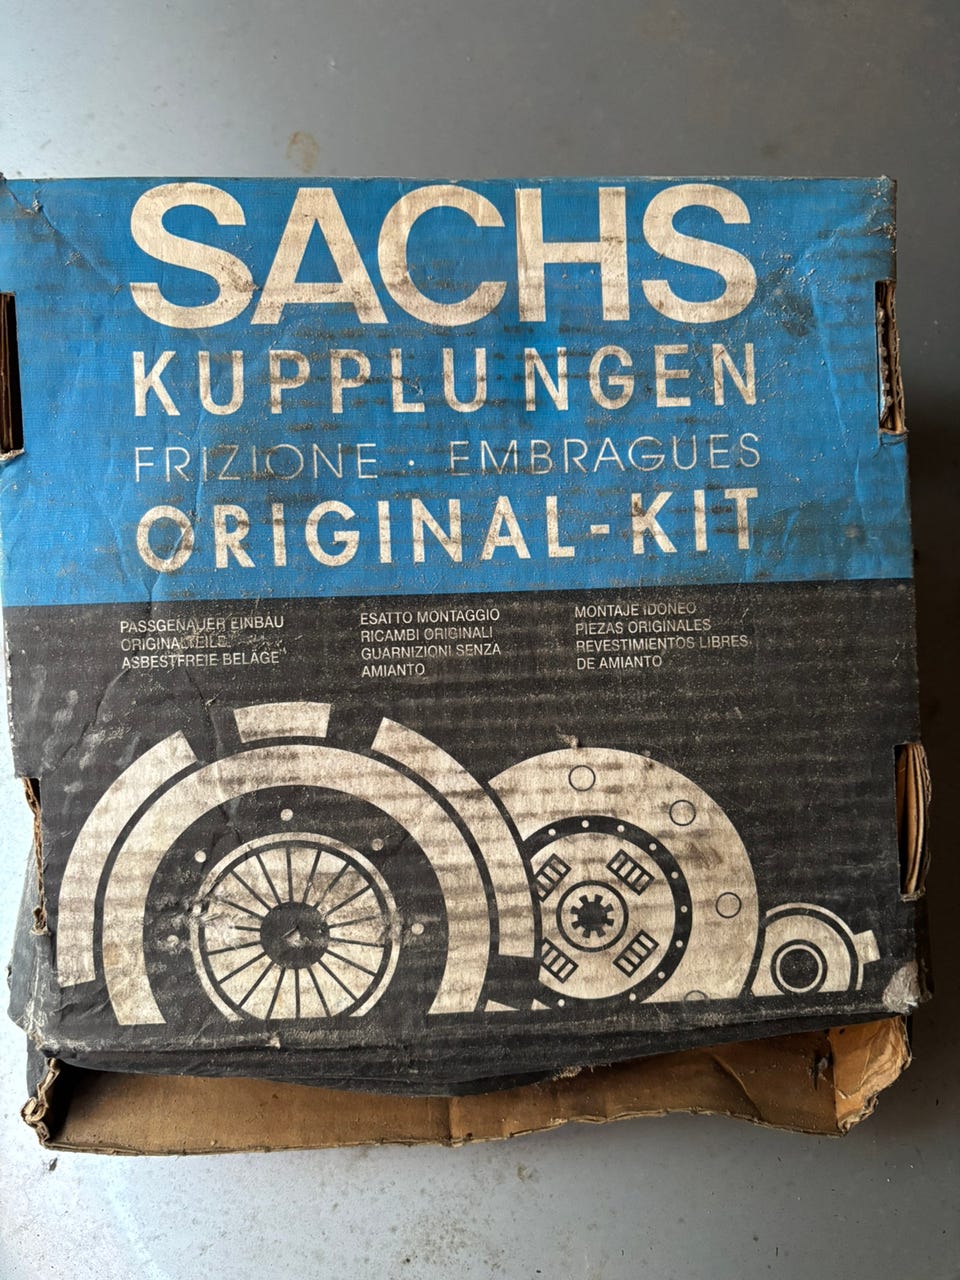 SACHS
KUPPLUNGEN
FRIZIONE · EMBRAGUES
ORIGINAL-KIT
PASSGENAUER EINBAU
ORIGINALTEILE
ASBESTFREIE BELÄGE
ESATTO MONTAGGIO
RICAMBI ORIGINALI
GUARNIZIONI SENZA
AMIANTO
MONTAJE IDONEO
PIEZAS ORIGINALES
REVESTIMIENTOS LIBRES
DE AMIANTO